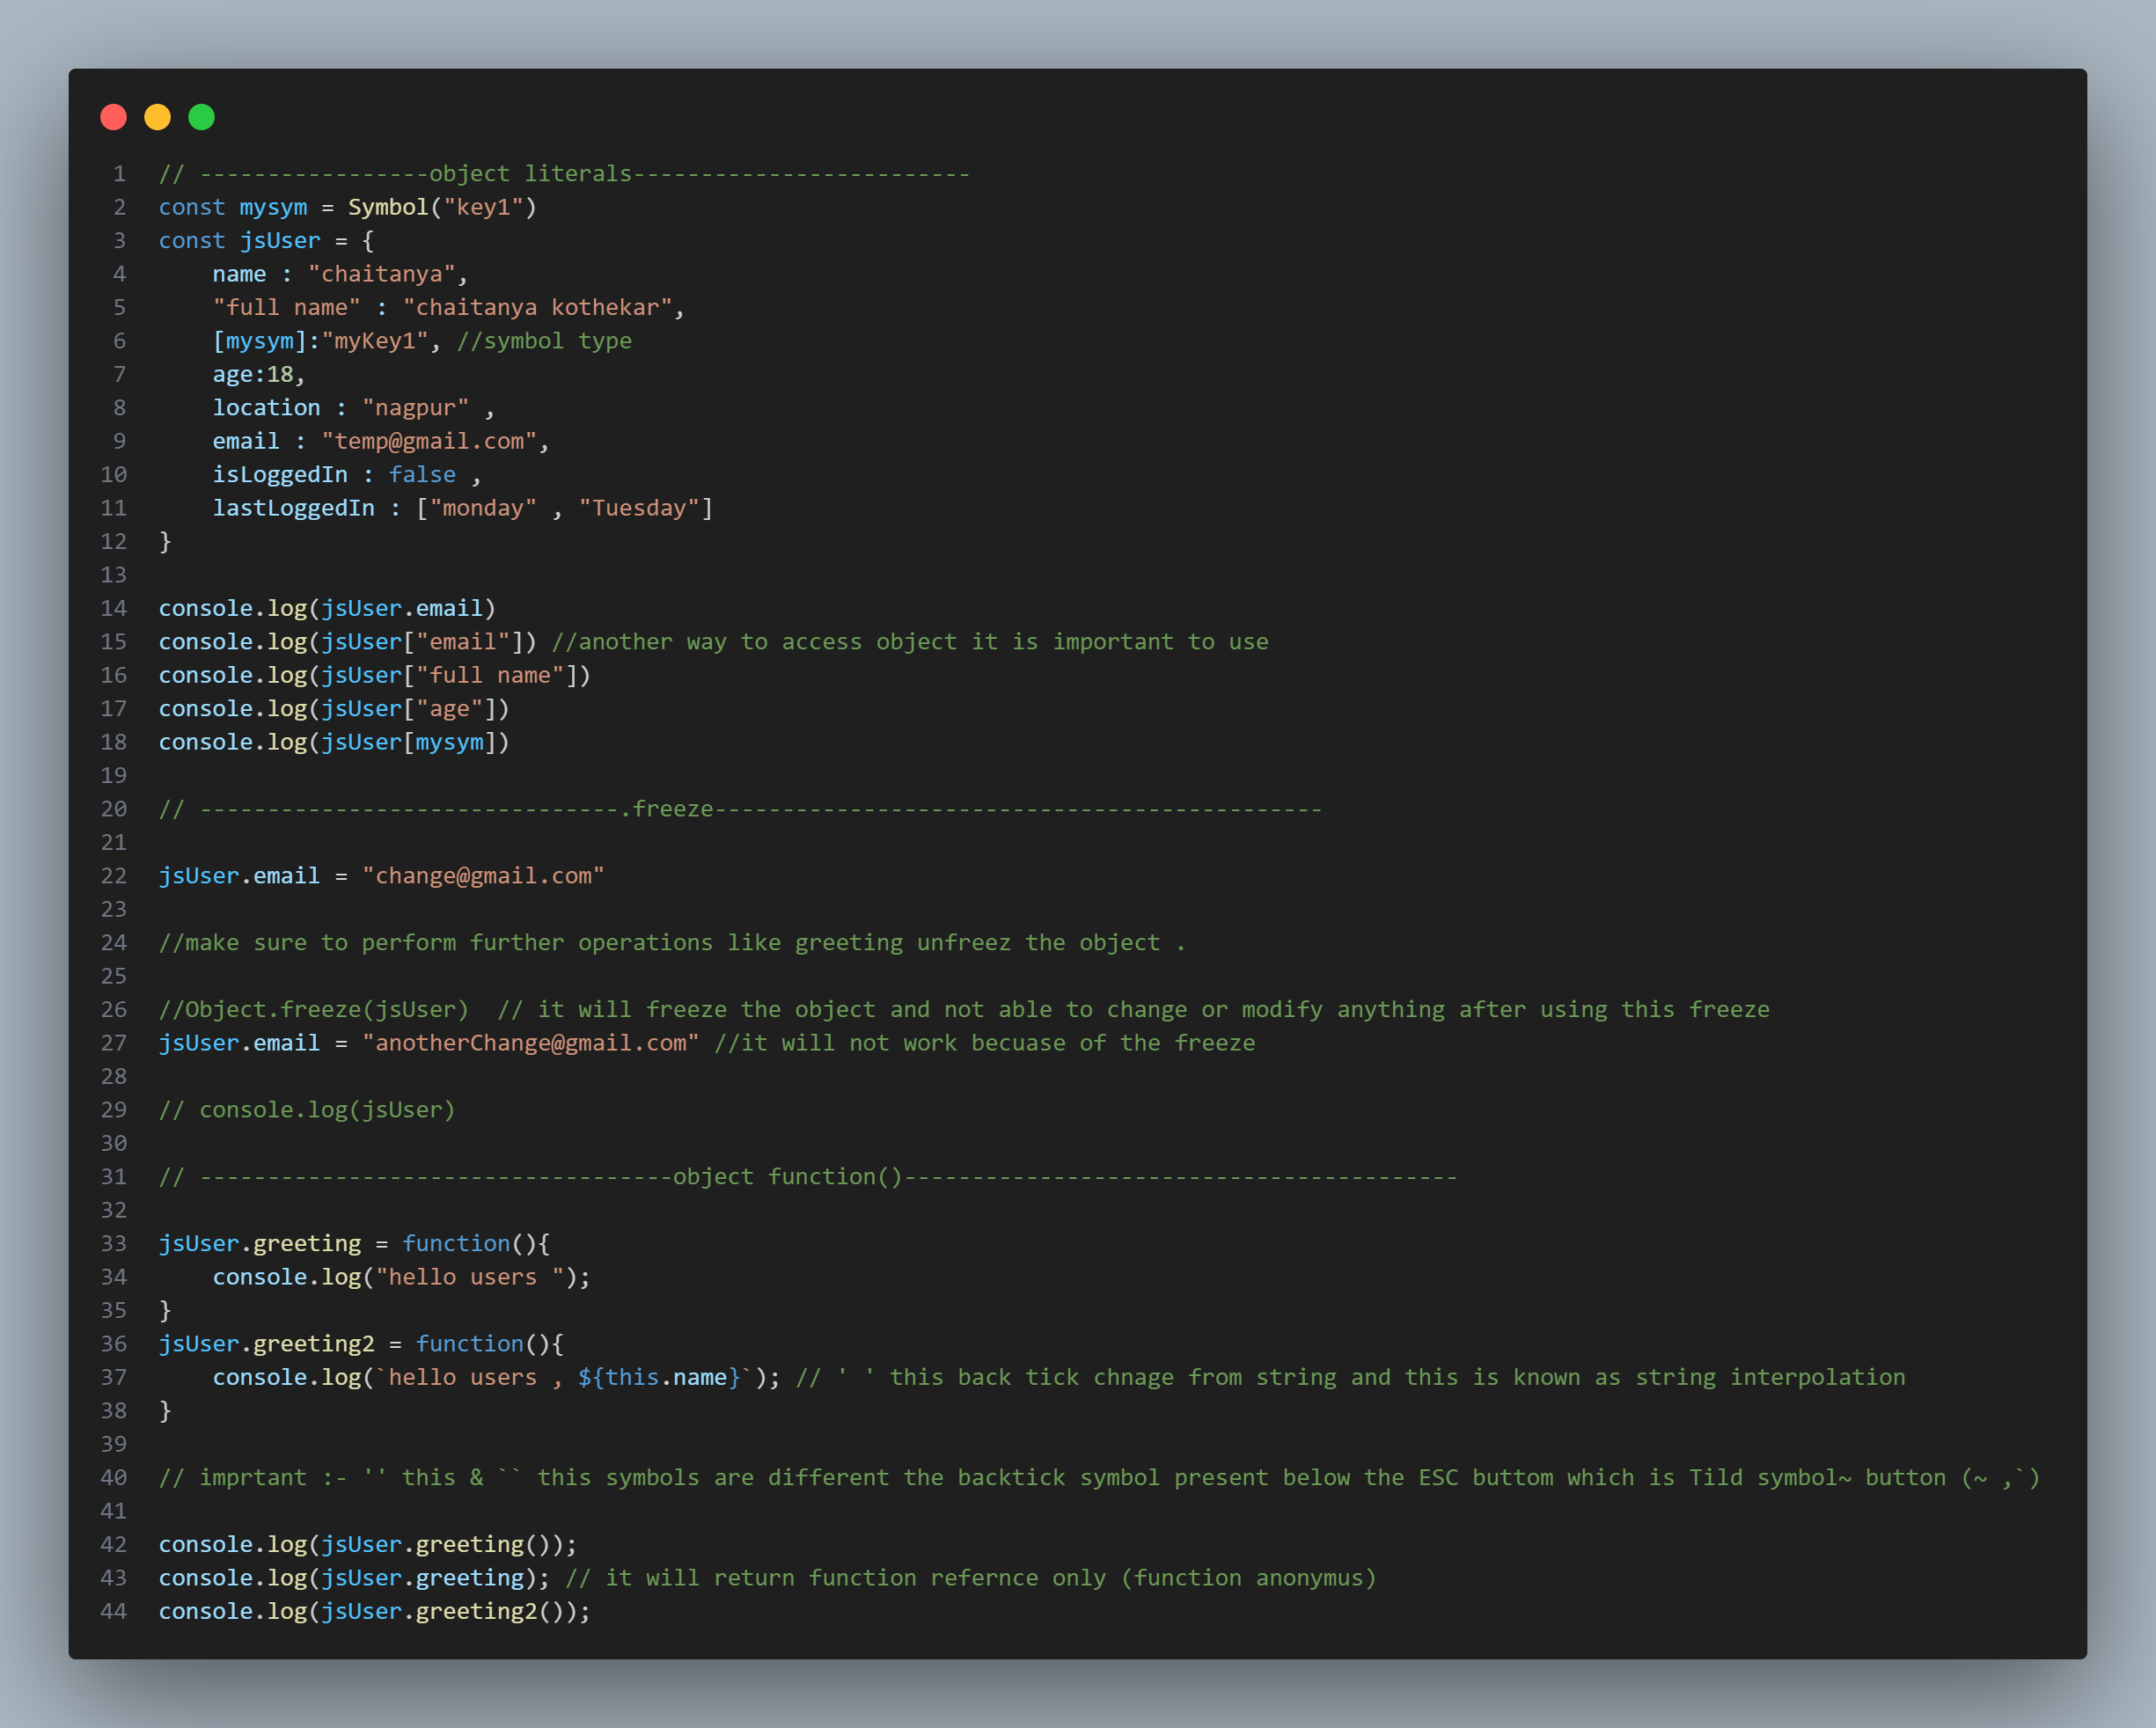 1 // -----------------object literals-------------------------
2 const mysym = Symbol("key1")
3 const jsUser = {
4     name : "chaitanya",
5     "full name" : "chaitanya kothekar",
6     [mysym]:"myKey1", //symbol type
7     age:18,
8     location : "nagpur" ,
9     email : "temp@gmail.com",
10     isLoggedIn : false ,
11     lastLoggedIn : ["monday" , "Tuesday"]
12 }
13
14 console.log(jsUser.email)
15 console.log(jsUser["email"]) //another way to access object it is important to use
16 console.log(jsUser["full name"])
17 console.log(jsUser["age"])
18 console.log(jsUser[mysym])
19
20 // -------------------------------.freeze---------------------------------------------
21
22 jsUser.email = "change@gmail.com"
23
24 //make sure to perform further operations like greeting unfreez the object .
25
26 //Object.freeze(jsUser)  // it will freeze the object and not able to change or modify anything after using this freeze
27 jsUser.email = "anotherChange@gmail.com" //it will not work becuase of the freeze
28
29 // console.log(jsUser)
30
31 // -----------------------------------object function()-----------------------------------------
32
33 jsUser.greeting = function(){
34     console.log("hello users ");
35 }
36 jsUser.greeting2 = function(){
37     console.log(`hello users , ${this.name}`); // ' ' this back tick chnage from string and this is known as string interpolation
38 }
39
40 // imprtant :- '' this & `` this symbols are different the backtick symbol present below the ESC buttom which is Tild symbol~ button (~ ,`)
41
42 console.log(jsUser.greeting());
43 console.log(jsUser.greeting); // it will return function refernce only (function anonymus)
44 console.log(jsUser.greeting2());